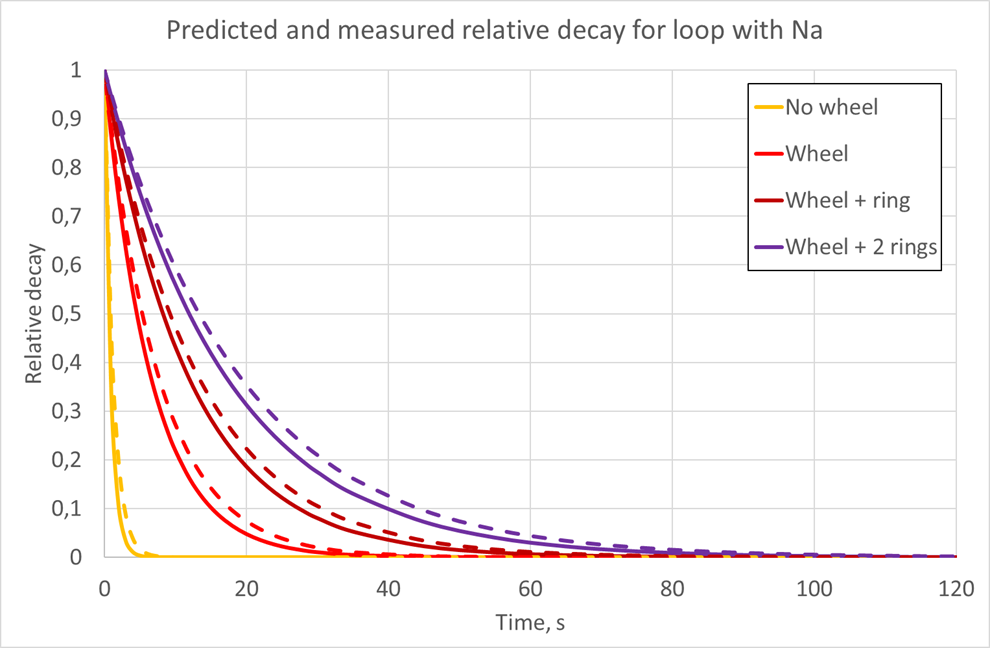 Predicted and measured relative decay for loop with Na
1
0,9
0,8
0,7
0,6
0,5
0,4
0,3
0,2
0,1
0
Relative decay
No wheel
Wheel
Wheel + ring
Wheel + 2 rings
0 20 40 60 80 100 120
Time, s